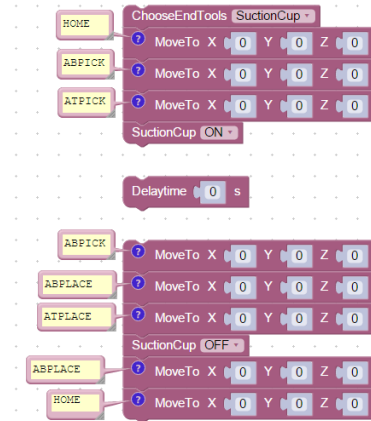 ChooseEndTools SuctionCup
HOME ? MoveTo X 0 Y 0 Z 0
ABPICK ? MoveTo X 0 Y 0 Z 0
ATPICK ? MoveTo X 0 Y 0 Z 0
SuctionCup ON
Delaytime 0 s
ABPICK ? MoveTo X 0 Y 0 Z 0
ABPLACE ? MoveTo X 0 Y 0 Z 0
ATPLACE ? MoveTo X 0 Y 0 Z 0
SuctionCup OFF
ABPLACE ? MoveTo X 0 Y 0 Z 0
HOME ? MoveTo X 0 Y 0 Z 0